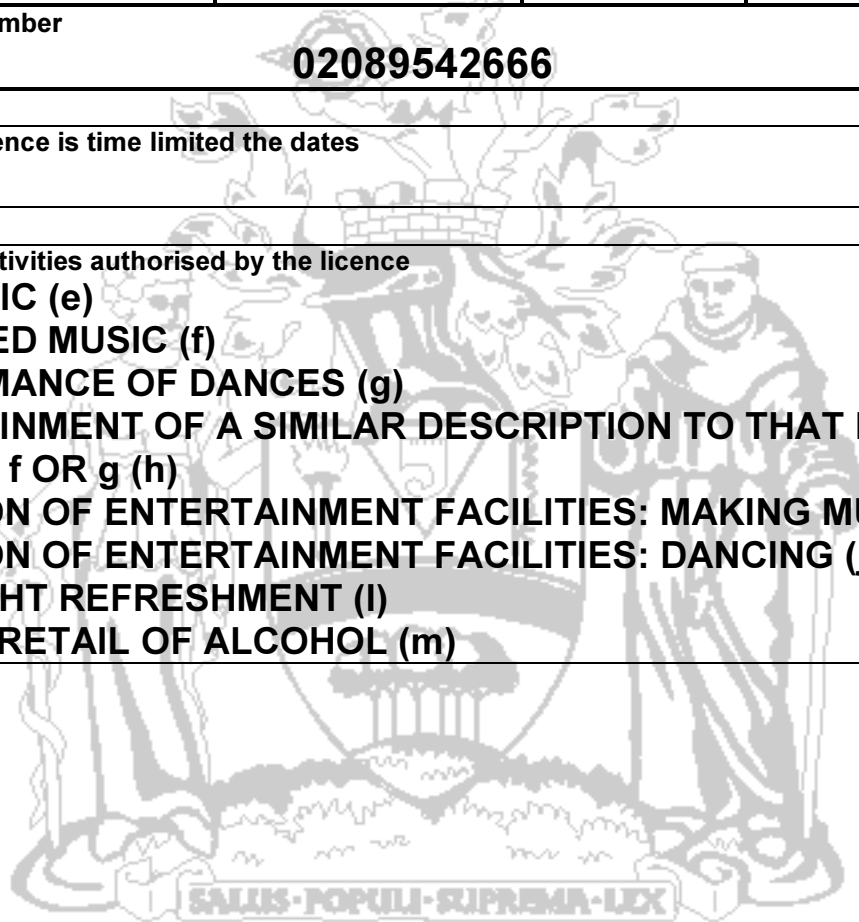 mber
02089542666
ence is time limited the dates
tivities authorised by the licence
IC (e)
ED MUSIC (f)
MANCE OF DANCES (g)
INMENT OF A SIMILAR DESCRIPTION TO THAT
f OR g (h)
ON OF ENTERTAINMENT FACILITIES: MAKING MU
ON OF ENTERTAINMENT FACILITIES: DANCING (
HT REFRESHMENT (l)
RETAIL OF ALCOHOL (m)
SALUS·POPULI·SUPREMA·LEX